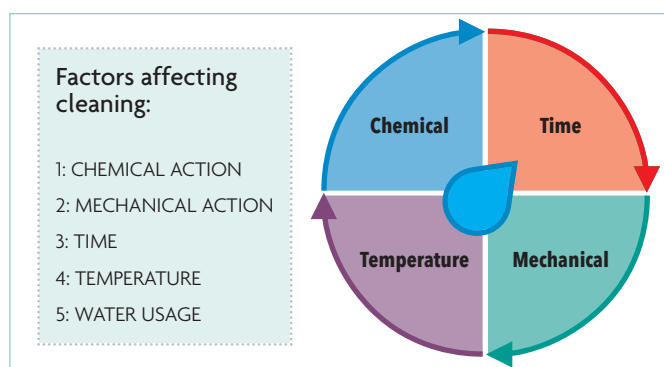 Factors affecting
cleaning:
1: CHEMICAL ACTION
2: MECHANICAL ACTION
3: TIME
4: TEMPERATURE
5: WATER USAGE
Chemical
Time
Temperature
Mechanical